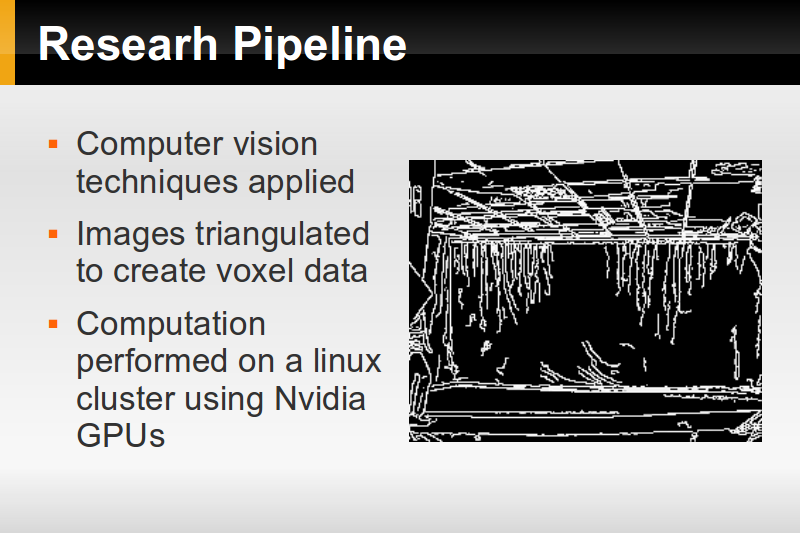 Researh Pipeline
Computer vision
techniques applied
Images triangulated
to create voxel data
Computation
performed on a linux
cluster using Nvidia
GPUs